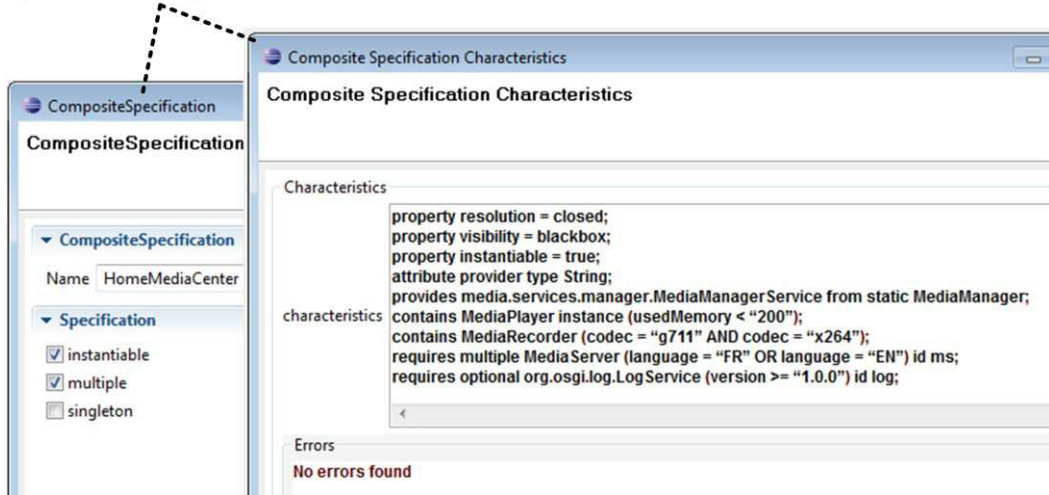 CompositeSpecification
CompositeSpecification
CompositeSpecification
Name HomeMediaCenter
Specification
instantiable
multiple
singleton
Composite Specification Characteristics
Composite Specification Characteristics
Characteristics
characteristics
property resolution = closed;
property visibility = blackbox;
property instantiable = true;
attribute provider type String;
provides media.services.manager.MediaManagerService from static MediaManager;
contains MediaPlayer instance (usedMemory < “200”);
contains MediaRecorder (codec = “g711” AND codec = “x264”);
requires multiple MediaServer (language = “FR” OR language = “EN”) id ms;
requires optional org.osgi.log.LogService (version >= “1.0.0”) id log;
Errors
No errors found